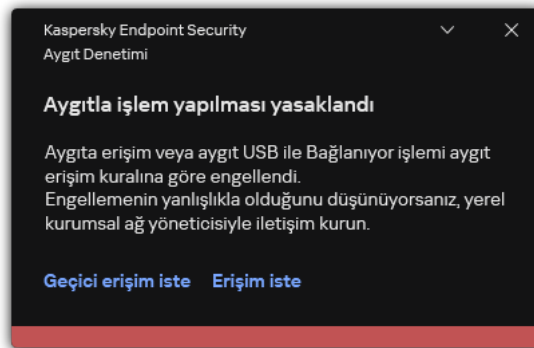 Kaspersky Endpoint Security
Aygıt Denetimi
Aygıtla işlem yapılması yasaklandı
Aygıta erişim veya aygıt USB ile Bağlanıyor işlemi aygıt
erişim kuralına göre engellendi.
Engellemenin yanlışlıkla olduğunu düşünüyorsanız, yerel
kurumsal ağ yöneticisiyle iletişim kurun.
Geçici erişim iste Erişim iste